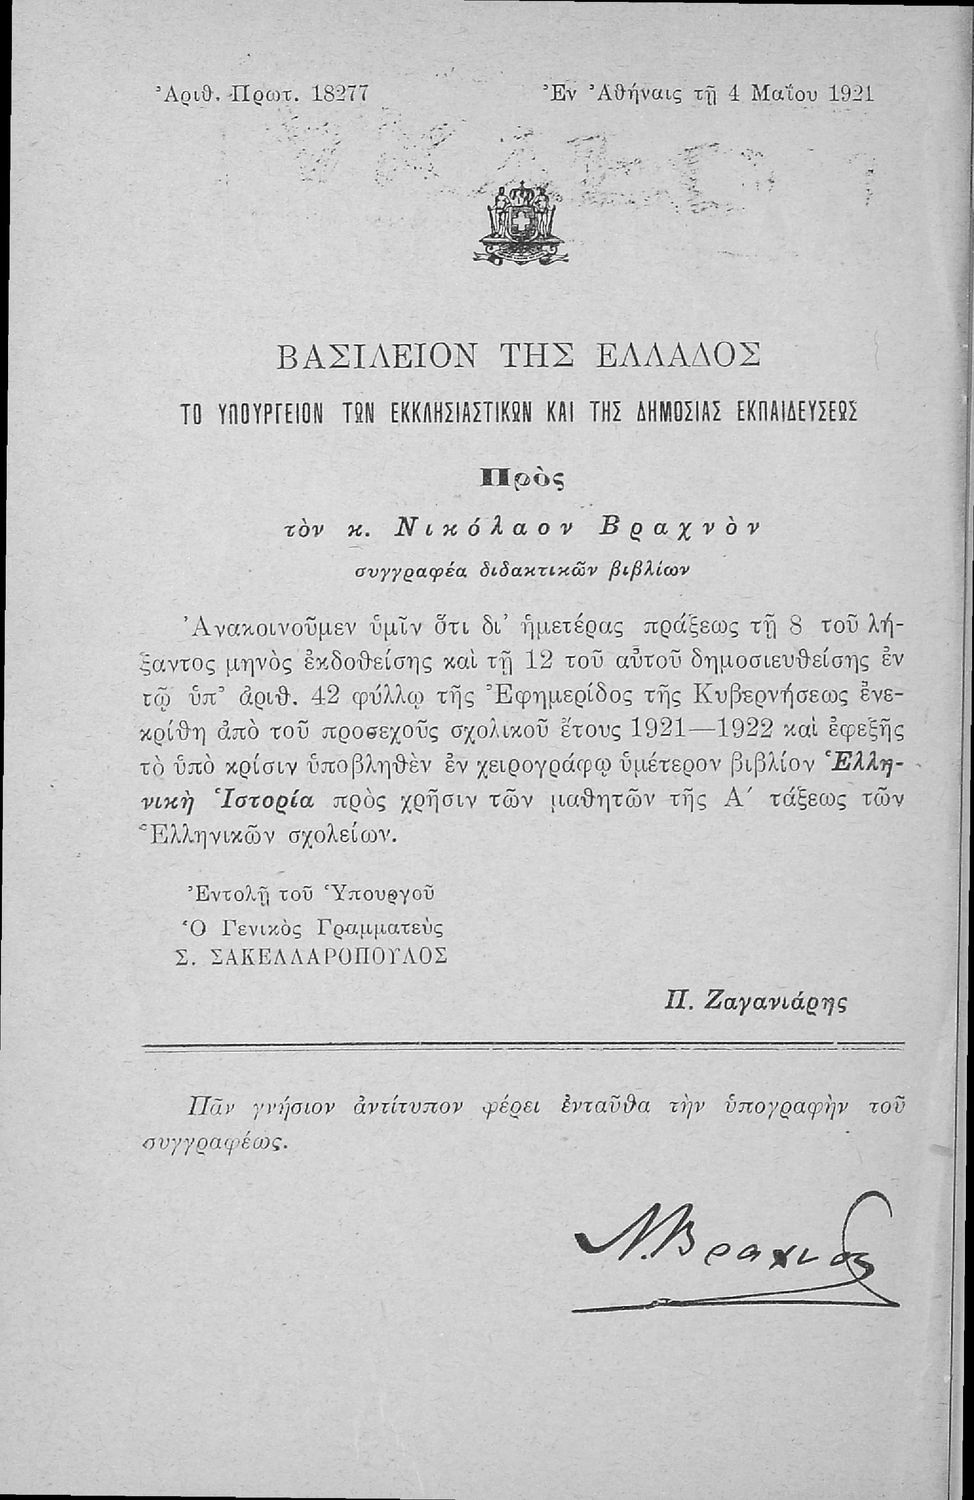 Ἀριθ. Πρωτ. 18277 Ἐν Ἀθήναις τῇ 4 Μαΐου 1921
ΒΑΣΙΛΕΙΟΝ ΤΗΣ ΕΛΛΑΔΟΣ
ΤΟ ΥΠΟΥΡΓΕΙΟΝ ΤΩΝ ΕΚΚΛΗΣΙΑΣΤΙΚΩΝ ΚΑΙ ΤΗΣ ΔΗΜΟΣΙΑΣ ΕΚΠΑΙΔΕΥΣΕΩΣ
Πρὸς
τὸν κ. Νικόλαον Βραχνὸν
συγγραφέα διδακτικῶν βιβλίων
Ἀνακοινοῦμεν ὑμῖν ὅτι δι' ἡμετέρας πράξεως τῇ 8 τοῦ λή-
ξαντος μηνὸς ἐκδοθείσης καὶ τῇ 12 τοῦ αὐτοῦ δημοσιευθείσης ἐν
τῷ ὑπ' ἀριθ. 42 φύλλῳ τῆς Ἐφημερίδος τῆς Κυβερνήσεως ἐνε-
κρίθη ἀπὸ τοῦ προσεχοῦς σχολικοῦ ἔτους 1921—1922 καὶ ἐφεξῆς
τὸ ὑπὸ κρίσιν ὑποβληθὲν ἐν χειρογράφῳ ὑμέτερον βιβλίον Ἑλλη-
νικὴ Ἱστορία πρὸς χρῆσιν τῶν μαθητῶν τῆς Α΄ τάξεως τῶν
Ἑλληνικῶν σχολείων.
Ἐντολῇ τοῦ Ὑπουργοῦ
Ὁ Γενικὸς Γραμματεὺς
Σ. ΣΑΚΕΛΛΑΡΟΠΟΥΛΟΣ
Π. Ζαγανιάρης
Πᾶν γνήσιον ἀντίτυπον φέρει ἐνταῦθα τὴν ὑπογραφὴν τοῦ
συγγραφέως.
Ν. Βραχνὸς